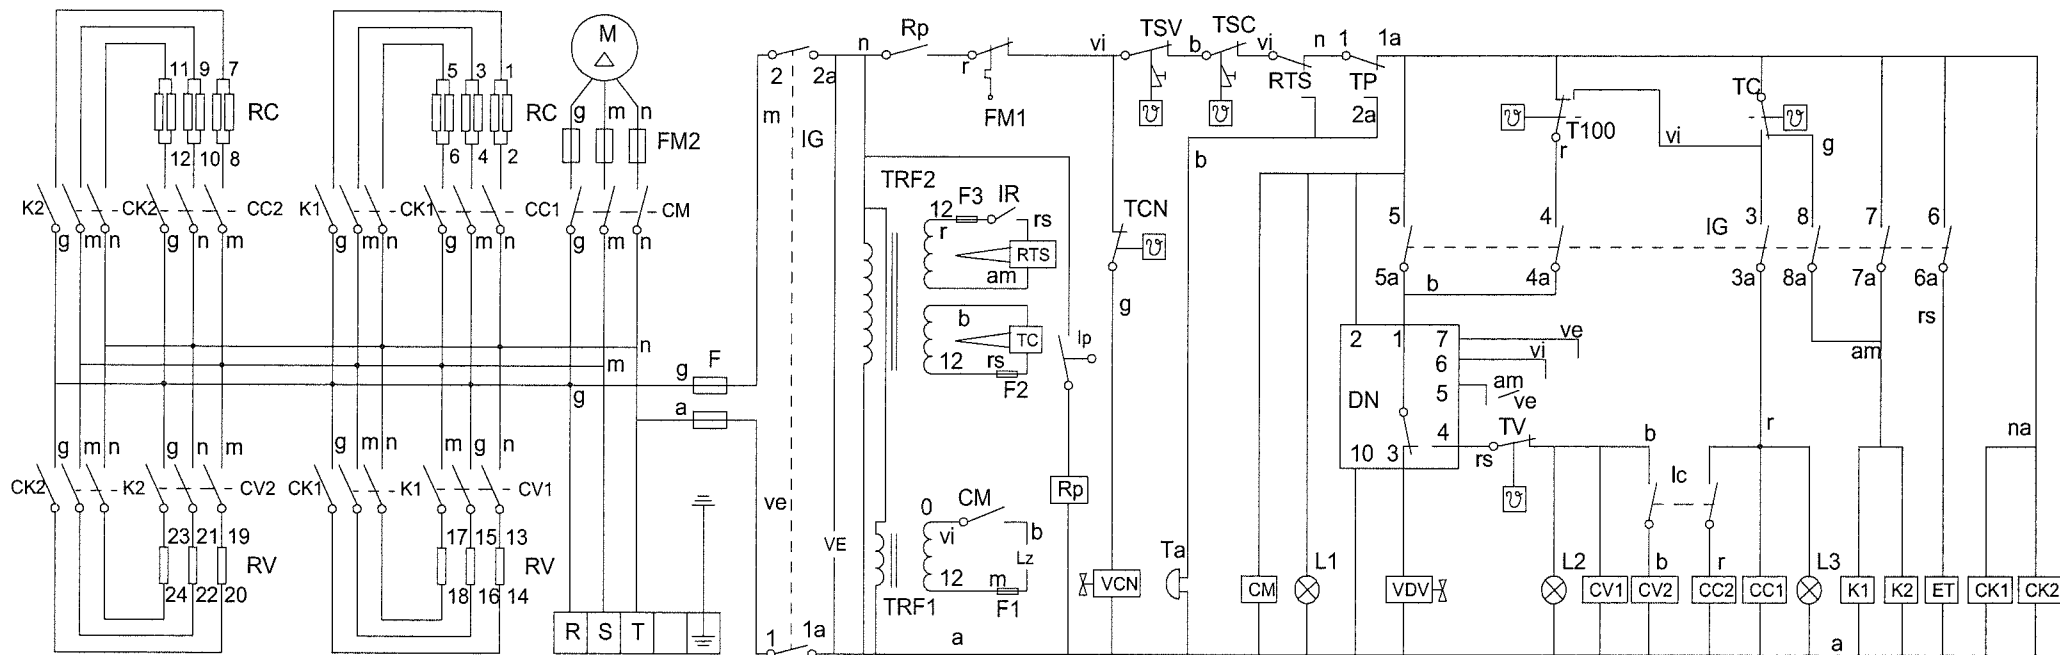 M
11 9 7
RC
12 10 8
5 3 1
RC
6 4 2
g m n
FM2
K2 CK2 CC2
g m n g n m
K1 CK1 CC1 CM
g m n g m n g m n
n
m
g
g F
a
g m n g n m
CK2 K2 CV2
23 21 19
RV
24 22 20
g m n m g n
CK1 K1 CV1
17 15 13
RV
18 16 14
R S T
2 2a
m
IG
ve
1 1a
VE
n Rp
r
FM1
TRF2
12 F3 IR
r rs
RTS
am
b
TC
12 rs
F2
Ip
Rp
0 CM
vi b
Lz
12 m
F1
TRF1
a
vi TSV b TSC vi
n 1 1a
RTS TP
2a
b
ϑ ϑ
TCN
ϑ
g
VCN
Ta
CM
L1
VDV
ϑ T100
r
vi
TC
ϑ
g
5 4 IG 3 8 7 6
5a 4a 3a 8a 7a 6a
b
rs
am
2 1 7 ve
6 vi
5 am
ve
DN
4
10 3
rs
TV
ϑ
b
Ic
r
na
b r
L2
CV1 CV2 CC2 CC1
L3
K1 K2 ET CK1 CK2
a